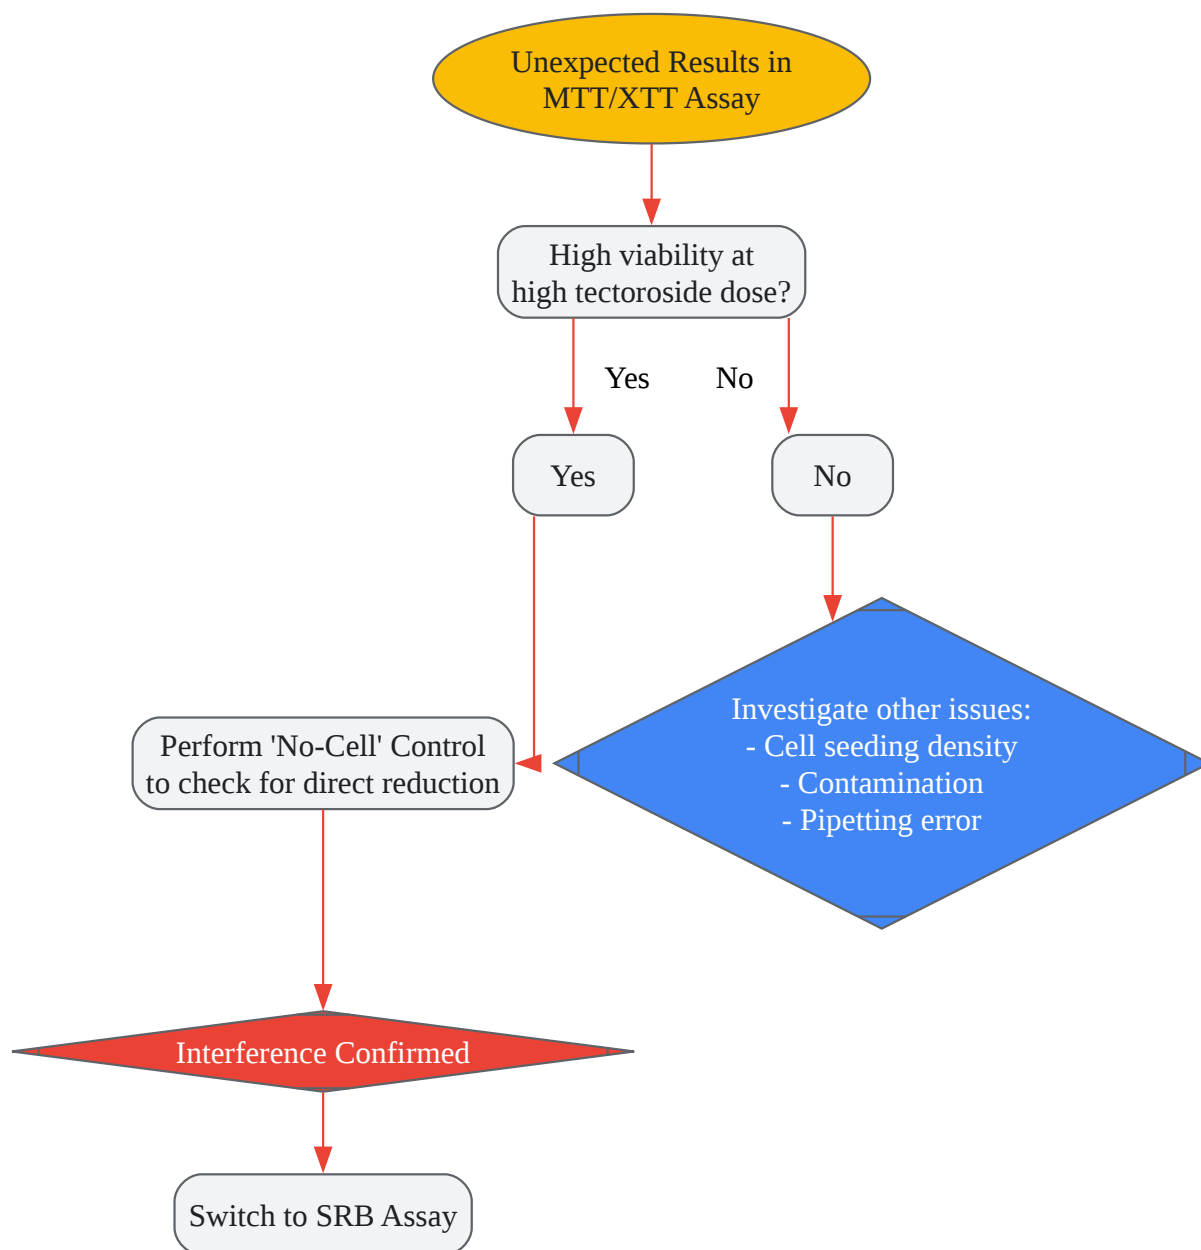 Unexpected Results in
MTT/XTT Assay
High viability at
high tectoroside dose?
Yes
No
Yes
No
Investigate other issues:
- Cell seeding density
- Contamination
- Pipetting error
Perform 'No-Cell' Control
to check for direct reduction
Interference Confirmed
Switch to SRB Assay